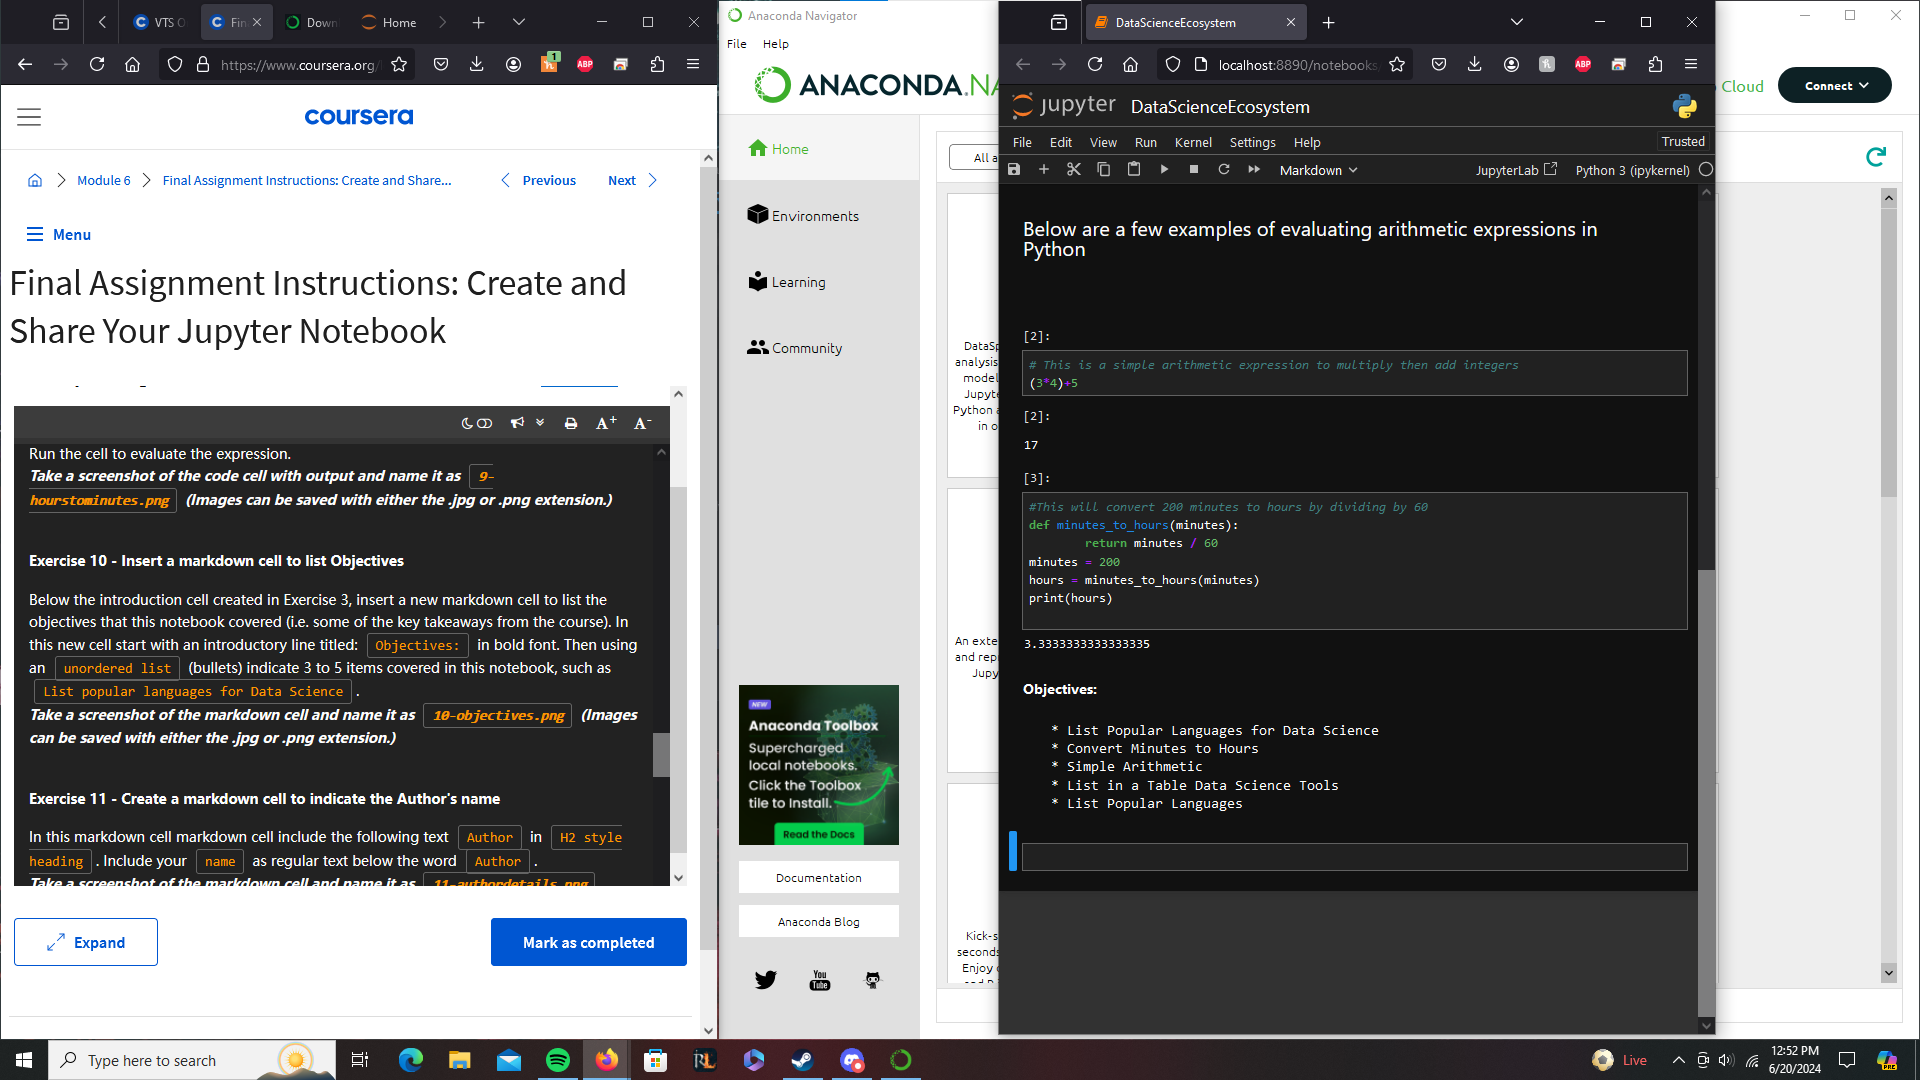 VTS O
Fin
Down
Home
https://www.coursera.org/
coursera
Module 6
Final Assignment Instructions: Create and Share...
Previous
Next
Menu
Final Assignment Instructions: Create and
Share Your Jupyter Notebook
A+
A-
Run the cell to evaluate the expression.
Take a screenshot of the code cell with output and name it as 9-
hourstominutes.png (Images can be saved with either the .jpg or .png extension.)
Exercise 10 - Insert a markdown cell to list Objectives
Below the introduction cell created in Exercise 3, insert a new markdown cell to list the
objectives that this notebook covered (i.e. some of the key takeaways from the course). In
this new cell start with an introductory line titled: Objectives: in bold font. Then using
an unordered list (bullets) indicate 3 to 5 items covered in this notebook, such as
List popular languages for Data Science .
Take a screenshot of the markdown cell and name it as 10-objectives.png (Images
can be saved with either the .jpg or .png extension.)
Exercise 11 - Create a markdown cell to indicate the Author's name
In this markdown cell markdown cell include the following text Author in H2 style
heading . Include your name as regular text below the word Author .
Take a screenshot of the markdown cell and name it as 11-authordetails.png
Expand
Mark as completed
Anaconda Navigator
File
Help
ANACONDA.NA
Home
Environments
Learning
Community
NEW
Anaconda Toolbox
Supercharged
local notebooks.
Click the Toolbox
tile to Install.
Read the Docs
Documentation
Anaconda Blog
You
Tube
All a
DataSp
analysis
model
Jupyte
Python a
in o
An exte
and repr
Jupy
Kick-s
seconds
Enjoy
Cloud
Connect
DataScienceEcosystem
ABP
localhost:8890/notebooks/
jupyter DataScienceEcosystem
File
Edit
View
Run
Kernel
Settings
Help
Trusted
Markdown
JupyterLab
Python 3 (ipykernel)
Below are a few examples of evaluating arithmetic expressions in
Python
[2]:
# This is a simple arithmetic expression to multiply then add integers
(3*4)+5
[2]:
17
[3]:
#This will convert 200 minutes to hours by dividing by 60
def minutes_to_hours(minutes):
return minutes / 60
minutes = 200
hours = minutes_to_hours(minutes)
print(hours)
3.3333333333333335
Objectives:
* List Popular Languages for Data Science
* Convert Minutes to Hours
* Simple Arithmetic
* List in a Table Data Science Tools
* List Popular Languages
Type here to search
RL
Live
12:52 PM
6/20/2024
PRE